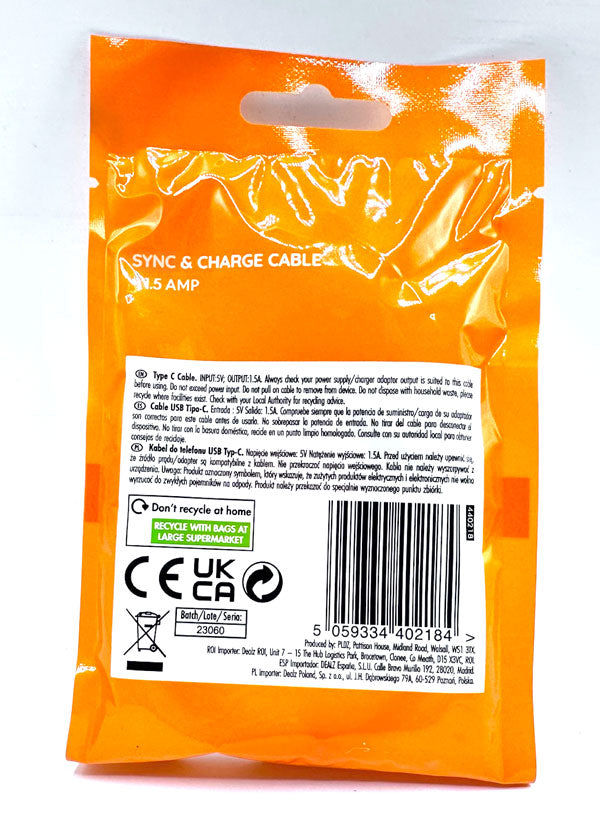 SYNC & CHARGE CABLE
1.5 AMP
EN Type C Cable. INPUT:5V; OUTPUT:1.5A. Always check your power supply/charger adaptor output is suited to this cable
before using. Do not exceed power input. Do not pull on cable to remove from device. Do not dispose with household waste, please
recycle where facilities exist. Check with your Local Authority for recycling advice.
ES Cable USB Tipo-C. Entrada : 5V Salida: 1.5A. Compruebe siempre que la potencia de suministro/carga de su adaptador
son correctos para este cable antes de usarlo. No sobrepasar la potencia de entrada. No tirar del cable para desconectar el
dispositivo. No tirar con la basura doméstica, recicle en un punto limpio homologado. Consulte con su autoridad local para obtener
consejos de reciclaje.
PL Kabel do telefonu USB Typ-C. Napięcie wejściowe: 5V Natężenie wyjściowe: 1.5A. Przed użyciem należy upewnić się,
że źródło prądu/adapter są kompatybilne z kablem. Nie przekraczać napięcia wejściowego. Kabla nie należy wyszarpywać z
urządzenia. Uwaga: Produkt oznaczony symbolem, który wskazuje, że zużytych produktów elektrycznych i elektronicznych nie wolno
wyrzucać do zwykłych pojemników na odpady. Produkt należy przekazać do specjalnie wyznaczonego punktu zbiórki.
Don't recycle at home
RECYCLE WITH BAGS AT
LARGE SUPERMARKET
440218
CE UK
CA
Batch/Lote/Seria:
23060
5 059334 402184 >
Produced by: PLDZ, Pattison House, Midland Road, Walsall, WS1 3TX.
ROI Importer: Dealz ROI, Unit 7 – 15 The Hub Logistics Park, Bracetown, Clonee, Co Meath, D15 X3VC, ROI.
ESP Importador: DEALZ España, S.L.U. Calle Bravo Murillo 192, 28020, Madrid.
PL Importer: Dealz Poland, Sp. z o.o., ul. J.H. Dąbrowskiego 79A, 60-529 Poznań, Polska.